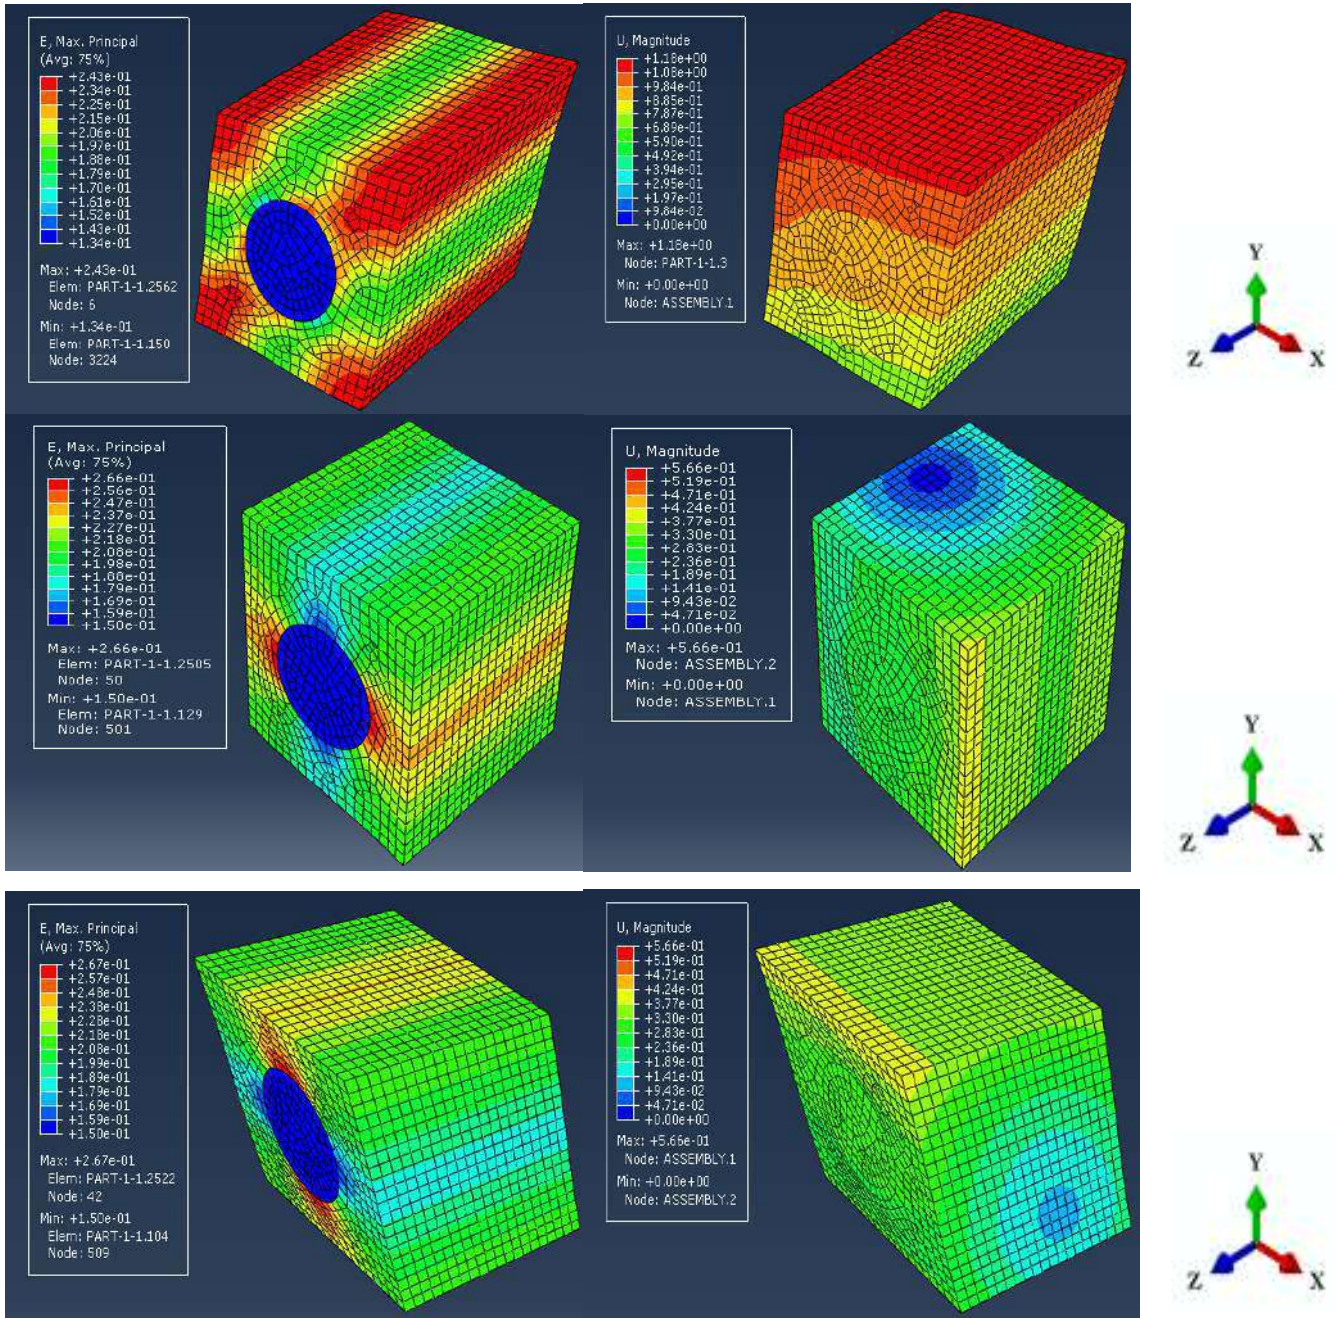 E, Max. Principal
(Avg: 75%)
+2.43e-01
+2.34e-01
+2.25e-01
+2.15e-01
+2.06e-01
+1.97e-01
+1.88e-01
+1.79e-01
+1.70e-01
+1.61e-01
+1.52e-01
+1.43e-01
+1.34e-01
Max: +2.43e-01
Elem: PART-1-1.2562
Node: 6
Min: +1.34e-01
Elem: PART-1-1.150
Node: 3224
U, Magnitude
+1.18e+00
+1.08e+00
+9.84e-01
+8.85e-01
+7.87e-01
+6.89e-01
+5.90e-01
+4.92e-01
+3.94e-01
+2.95e-01
+1.97e-01
+9.84e-02
+0.00e+00
Max: +1.18e+00
Node: PART-1-1.3
Min: +0.00e+00
Node: ASSEMBLY.1
Y
Z
X
E, Max. Principal
(Avg: 75%)
+2.66e-01
+2.56e-01
+2.47e-01
+2.37e-01
+2.27e-01
+2.18e-01
+2.08e-01
+1.98e-01
+1.88e-01
+1.79e-01
+1.69e-01
+1.59e-01
+1.50e-01
Max: +2.66e-01
Elem: PART-1-1.2505
Node: 50
Min: +1.50e-01
Elem: PART-1-1.129
Node: 501
U, Magnitude
+5.66e-01
+5.19e-01
+4.71e-01
+4.24e-01
+3.77e-01
+3.30e-01
+2.83e-01
+2.36e-01
+1.89e-01
+1.41e-01
+9.43e-02
+4.71e-02
+0.00e+00
Max: +5.66e-01
Node: ASSEMBLY.2
Min: +0.00e+00
Node: ASSEMBLY.1
Y
Z
X
E, Max. Principal
(Avg: 75%)
+2.67e-01
+2.57e-01
+2.48e-01
+2.38e-01
+2.28e-01
+2.18e-01
+2.08e-01
+1.99e-01
+1.89e-01
+1.79e-01
+1.69e-01
+1.59e-01
+1.50e-01
Max: +2.67e-01
Elem: PART-1-1.2522
Node: 42
Min: +1.50e-01
Elem: PART-1-1.104
Node: 509
U, Magnitude
+5.66e-01
+5.19e-01
+4.71e-01
+4.24e-01
+3.77e-01
+3.30e-01
+2.83e-01
+2.36e-01
+1.89e-01
+1.41e-01
+9.43e-02
+4.71e-02
+0.00e+00
Max: +5.66e-01
Node: ASSEMBLY.1
Min: +0.00e+00
Node: ASSEMBLY.2
Y
Z
X